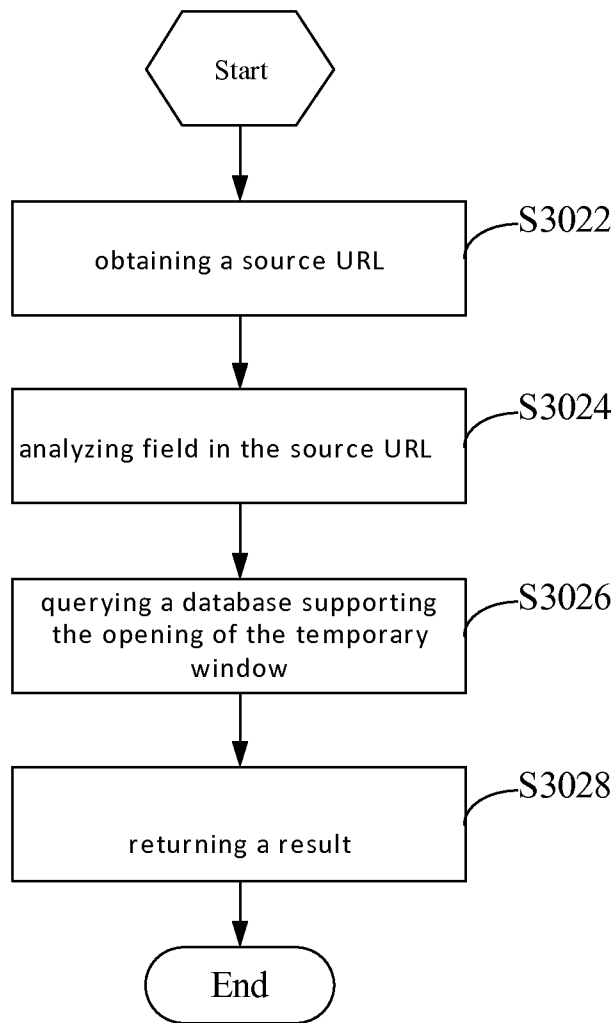 Start
S3022
obtaining a source URL
S3024
analyzing field in the source URL
S3026
querying a database supporting
the opening of the temporary
window
S3028
returning a result
End